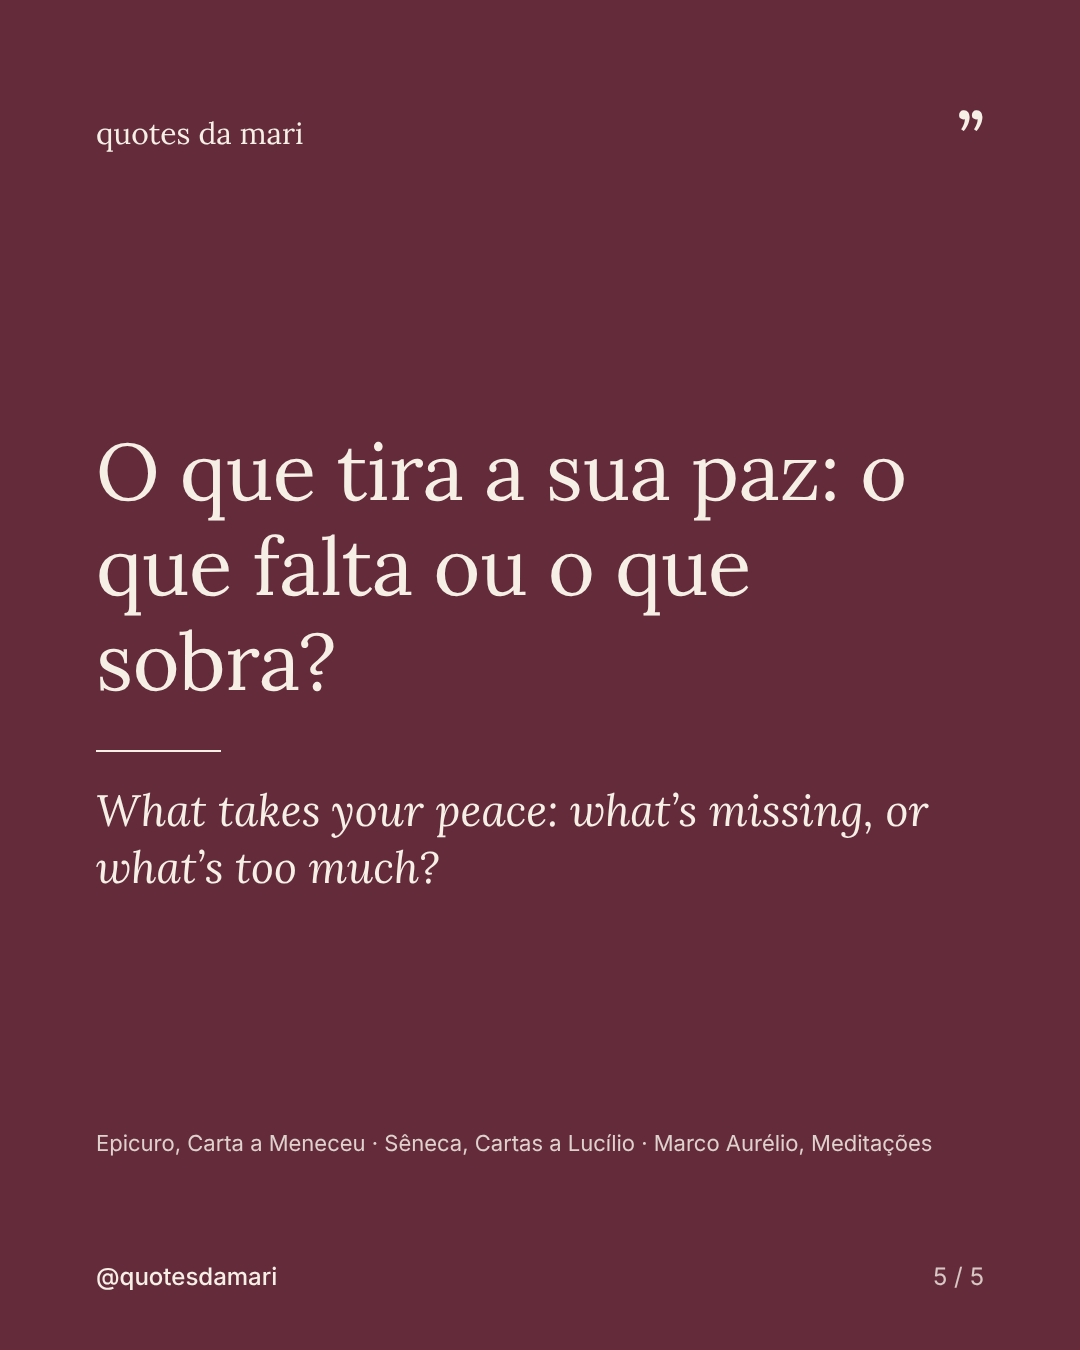 quotes da mari
”
O que tira a sua paz: o
que falta ou o que
sobra?
What takes your peace: what’s missing, or
what’s too much?
Epicuro, Carta a Meneceu · Sêneca, Cartas a Lucílio · Marco Aurélio, Meditações
@quotesdamari
5 / 5